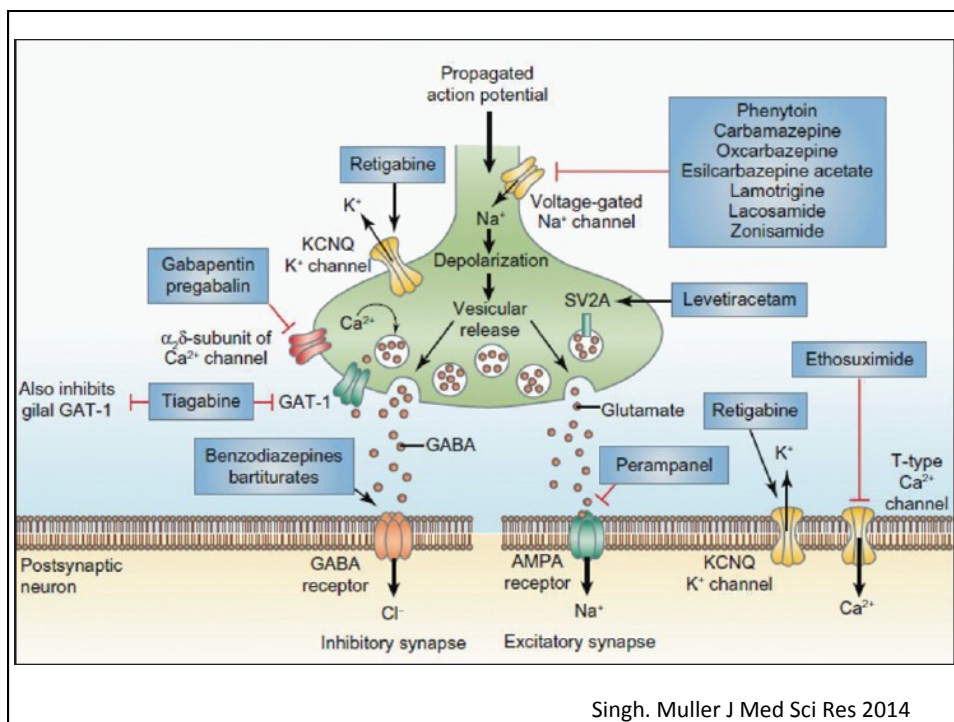 Propagated
action potential
Phenytoin
Carbamazepine
Oxcarbazepine
Esilcarbazepine acetate
Lamotrigine
Lacosamide
Zonisamide
Retigabine
K⁺
Na⁺
Voltage-gated
Na⁺ channel
KCNQ
K⁺ channel
Depolarization
Gabapentin
pregabalin
SV2A
Levetiracetam
Ca²⁺
Vesicular
release
α₂δ-subunit of
Ca²⁺ channel
Ethosuximide
Also inhibits
gilal GAT-1
Tiagabine
GAT-1
Glutamate
Retigabine
GABA
K⁺
Benzodiazepines
bartiturates
Perampanel
T-type
Ca²⁺
channel
Postsynaptic
neuron
GABA
receptor
AMPA
receptor
KCNQ
K⁺ channel
Cl⁻
Na⁺
Ca²⁺
Inhibitory synapse
Excitatory synapse
Singh. Muller J Med Sci Res 2014